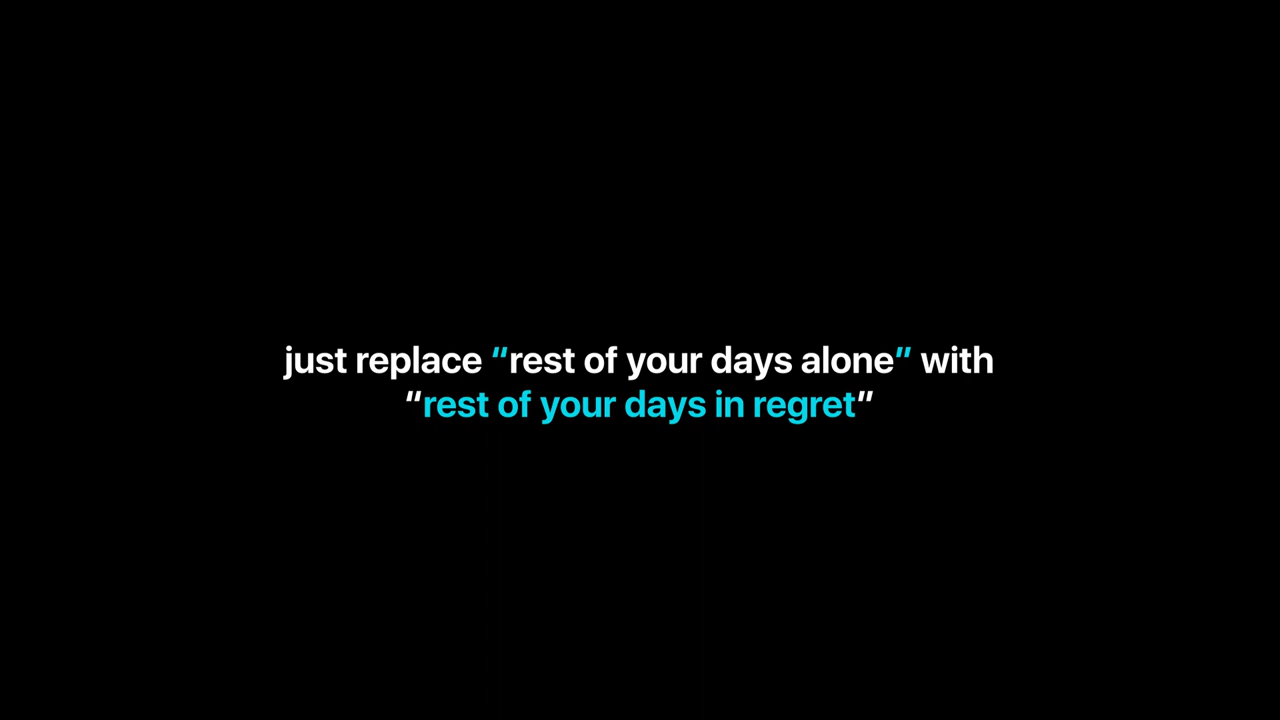 just replace “rest of your days alone” with
“rest of your days in regret”